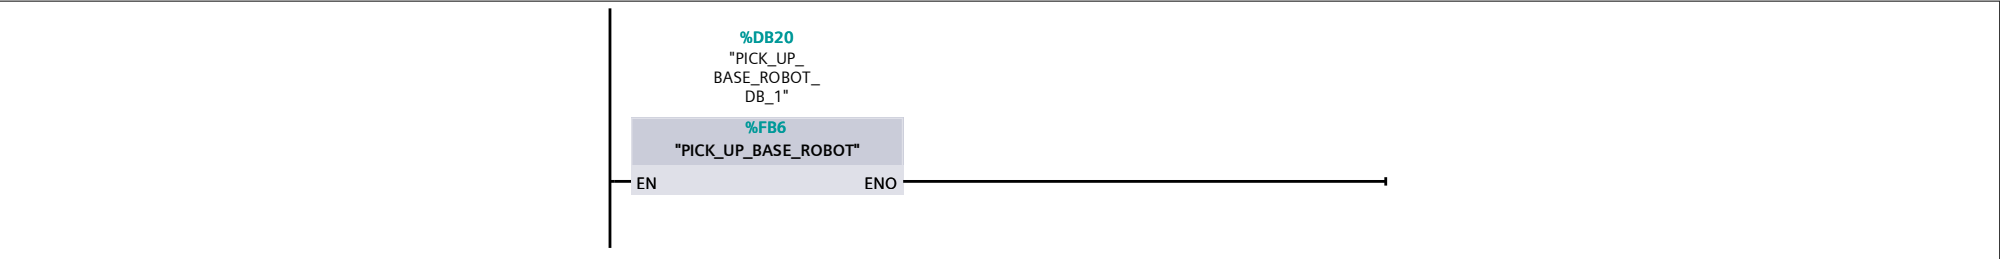 %DB20
"PICK_UP_
BASE_ROBOT_
DB_1"
%FB6
"PICK_UP_BASE_ROBOT"
EN ENO